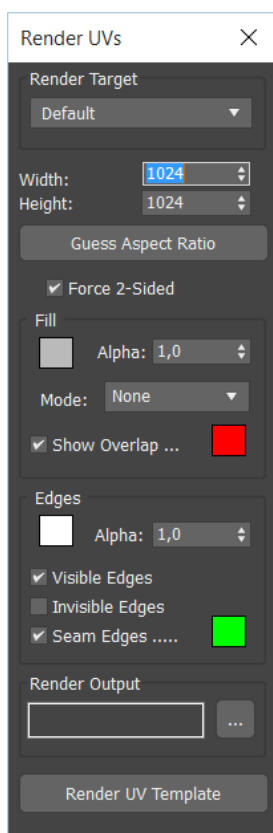 Render UVs
Render Target
Default
Width: 1024
Height: 1024
Guess Aspect Ratio
Force 2-Sided
Fill
Alpha: 1,0
Mode: None
Show Overlap ...
Edges
Alpha: 1,0
Visible Edges
Invisible Edges
Seam Edges .....
Render Output
...
Render UV Template